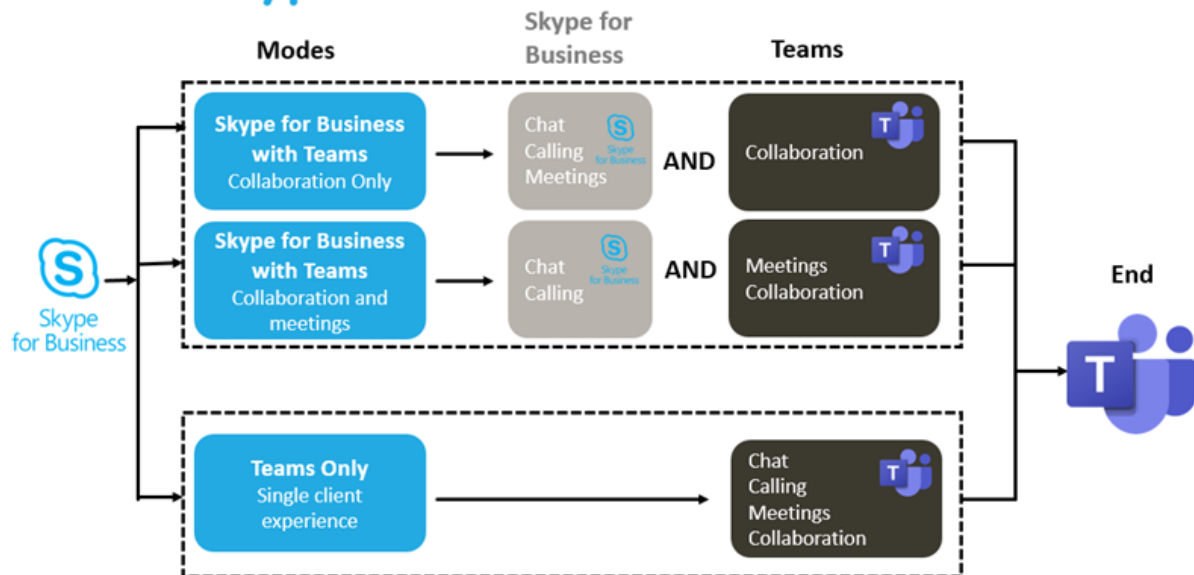 Modes
Skype for
Business
Teams
Skype for Business
with Teams
Collaboration Only
Chat
Calling
Meetings
S
Skype
for Business
AND
T
Collaboration
Skype for Business
with Teams
Collaboration and
meetings
Chat
Calling
S
Skype
for Business
AND
T
Meetings
Collaboration
S
Skype
for Business
End
T
Teams Only
Single client
experience
T
Chat
Calling
Meetings
Collaboration